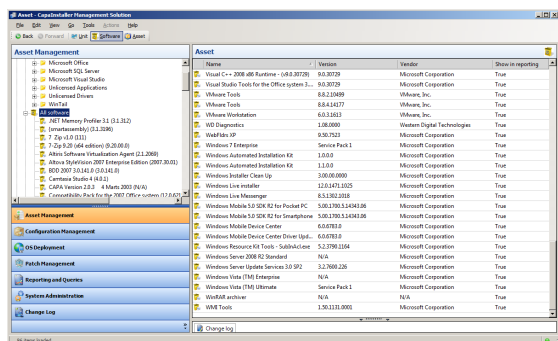 Asset - CapaInstaller Management Solution
File Edit View Go Tools Actions Help
Back Forward Unit Software Asset
Asset Management
Microsoft Office
Microsoft SQL Server
Microsoft Visual Studio
Unlicensed Applications
Unlicensed Drivers
WinTail
All software
.NET Memory Profiler 3.1 (3.1.312)
{smartassembly} (3.1.3196)
7 -Zip v1.0 (111)
7-Zip 9.20 (x64 edition) (9.20.00.0)
Altiris Software Virtualization Agent (2.1.2069)
Altova StyleVision 2007 Enterprise Edition (2007.30.01)
BDD 2007 3.0.141.0 (3.0.141.0)
Camtasia Studio 4 (4.0.1)
CAPA Version 2.0.3 4 Marts 2003 (N/A)
Compatibility Pack for the 2007 Office system (12.0.621
Asset Management
Configuration Management
OS Deployment
Patch Management
Reporting and Queries
System Administration
Change Log
Asset
Name Version Vendor Show in reporting
Visual C++ 2008 x86 Runtime - (v9.0.30729) 9.0.30729 Microsoft Corporation True
Visual Studio Tools for the Office system 3.... 9.0.30729 Microsoft Corporation True
VMware Tools 8.8.2.10499 VMware, Inc. True
VMware Tools 8.8.4.14177 VMware, Inc. True
VMware Workstation 6.0.3.1613 VMware, Inc. True
WD Diagnostics 1.08.0000 Western Digital Technologies True
WebFldrs XP 9.50.7523 Microsoft Corporation True
Windows 7 Enterprise Service Pack 1 Microsoft Corporation True
Windows Automated Installation Kit 1.0.0.0 Microsoft Corporation True
Windows Automated Installation Kit 1.1.0.0 Microsoft Corporation True
Windows Installer Clean Up 3.00.00.0000 Microsoft Corporation True
Windows Live installer 12.0.1471.1025 Microsoft Corporation True
Windows Live Messenger 8.5.1302.1018 Microsoft Corporation True
Windows Mobile 5.0 SDK R2 for Pocket PC 5.00.1700.5.14343.06 Microsoft Corporation True
Windows Mobile 5.0 SDK R2 for Smartphone 5.00.1700.5.14343.06 Microsoft Corporation True
Windows Mobile Device Center 6.0.6783.0 Microsoft Corporation True
Windows Mobile Device Center Driver Upd... 6.0.6783.0 Microsoft Corporation True
Windows Resource Kit Tools - SubInAcl.exe 5.2.3790.1164 Microsoft Corporation True
Windows Server 2008 R2 Standard N/A Microsoft Corporation True
Windows Server Update Services 3.0 SP2 3.2.7600.226 Microsoft Corporation True
Windows Vista (TM) Enterprise N/A Microsoft Corporation True
Windows Vista (TM) Ultimate Service Pack 1 Microsoft Corporation True
WinRAR archiver N/A N/A True
WMI Tools 1.50.1131.0001 Microsoft Corporation True
Change log
items loaded